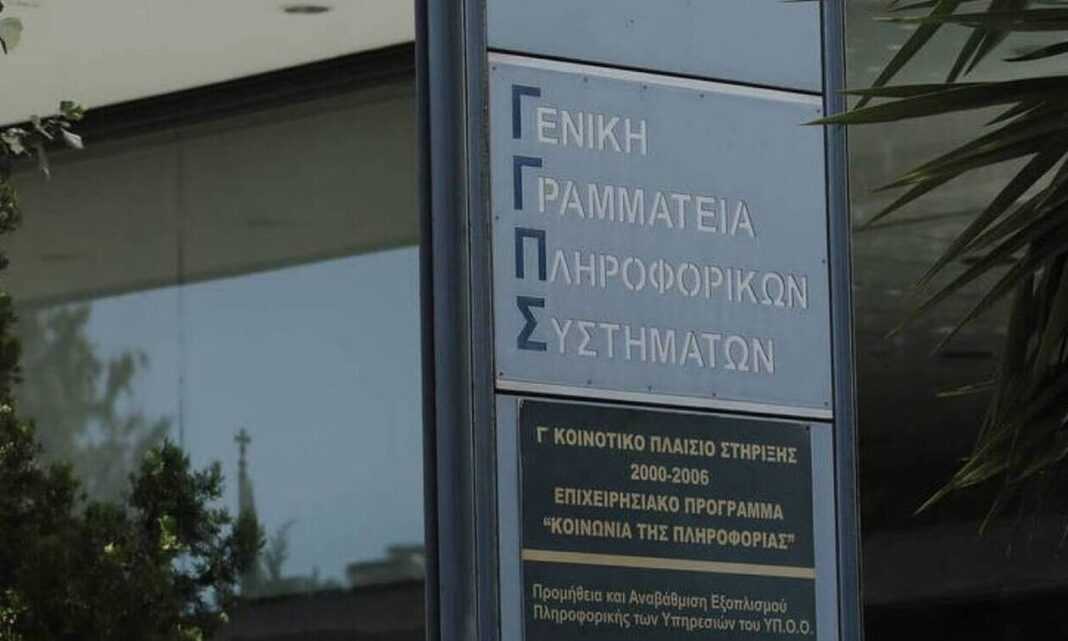 ΓΕΝΙΚΗ
ΓΡΑΜΜΑΤΕΙΑ
ΠΛΗΡΟΦΟΡΙΚΩΝ
ΣΥΣΤΗΜΑΤΩΝ
Γ' ΚΟΙΝΟΤΙΚΟ ΠΛΑΙΣΙΟ ΣΤΗΡΙΞΗΣ
2000-2006
ΕΠΙΧΕΙΡΗΣΙΑΚΟ ΠΡΟΓΡΑΜΜΑ
“ΚΟΙΝΩΝΙΑ ΤΗΣ ΠΛΗΡΟΦΟΡΙΑΣ”
Προμήθεια και Αναβάθμιση Εξοπλισμού
Πληροφορικής των Υπηρεσιών του ΥΠ.Ο.Ο.